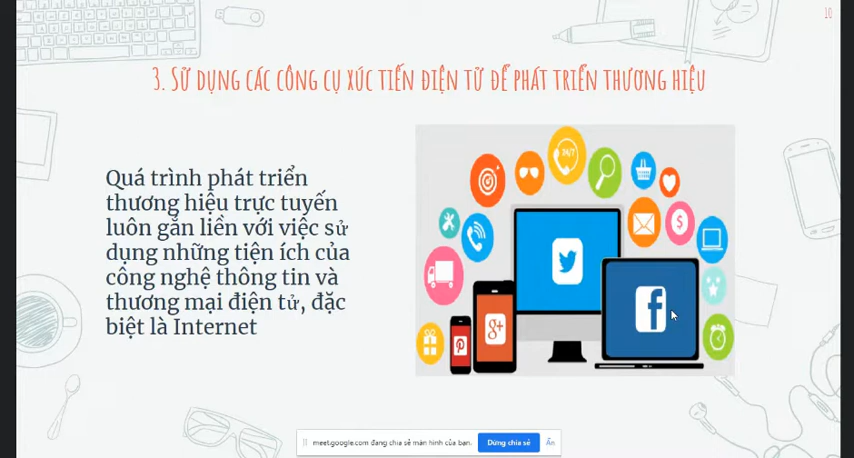 10
3. Sử dụng các công cụ xúc tiến điện tử để phát triển thương hiệu
Quá trình phát triển
thương hiệu trực tuyến
luôn gắn liền với việc sử
dụng những tiện ích của
công nghệ thông tin và
thương mại điện tử, đặc
biệt là Internet
24/7
g+
meet.google.com đang chia sẻ màn hình của bạn.
Dừng chia sẻ
Ẩn